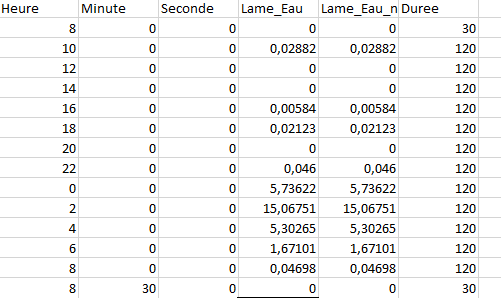 Heure Minute Seconde Lame_Eau Lame_Eau_n Duree
8 0 0 0 0 30
10 0 0 0,02882 0,02882 120
12 0 0 0 0 120
14 0 0 0 0 120
16 0 0 0,00584 0,00584 120
18 0 0 0,02123 0,02123 120
20 0 0 0 0 120
22 0 0 0,046 0,046 120
0 0 0 5,73622 5,73622 120
2 0 0 15,06751 15,06751 120
4 0 0 5,30265 5,30265 120
6 0 0 1,67101 1,67101 120
8 0 0 0,04698 0,04698 120
8 30 0 0 0 30